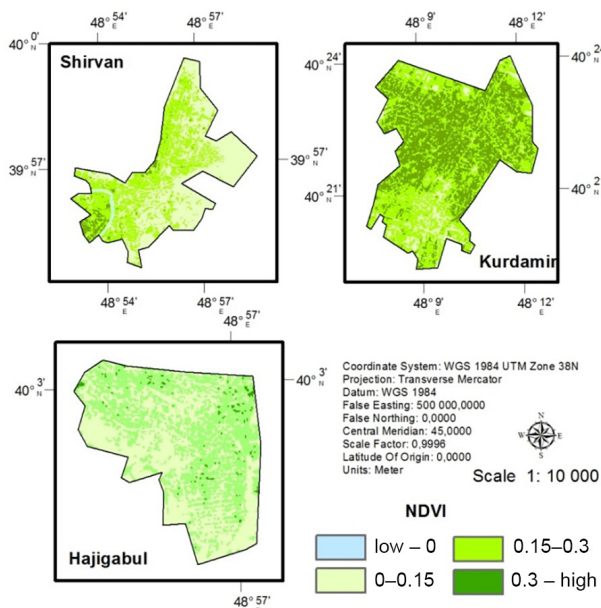 48° 54' E
48° 57' E
48° 9' E
48° 12' E
40° 0' N
Shirvan
39° 57' N
39° 57' N
40° 24' N
40° 2
40° 21' N
40° 2
Kurdamir
48° 54' E
48° 57' E
48° 9' E
48° 12' E
48° 57' E
40° 3' N
40° 3' N
Hajigabul
48° 57' E
Coordinate System: WGS 1984 UTM Zone 38N
Projection: Transverse Mercator
Datum: WGS 1984
False Easting: 500 000,0000
False Northing: 0,0000
Central Meridian: 45,0000
Scale Factor: 0,9996
Latitude Of Origin: 0,0000
Units: Meter
N
W E
S
Scale 1: 10 000
NDVI
low – 0
0.15–0.3
0–0.15
0.3 – high